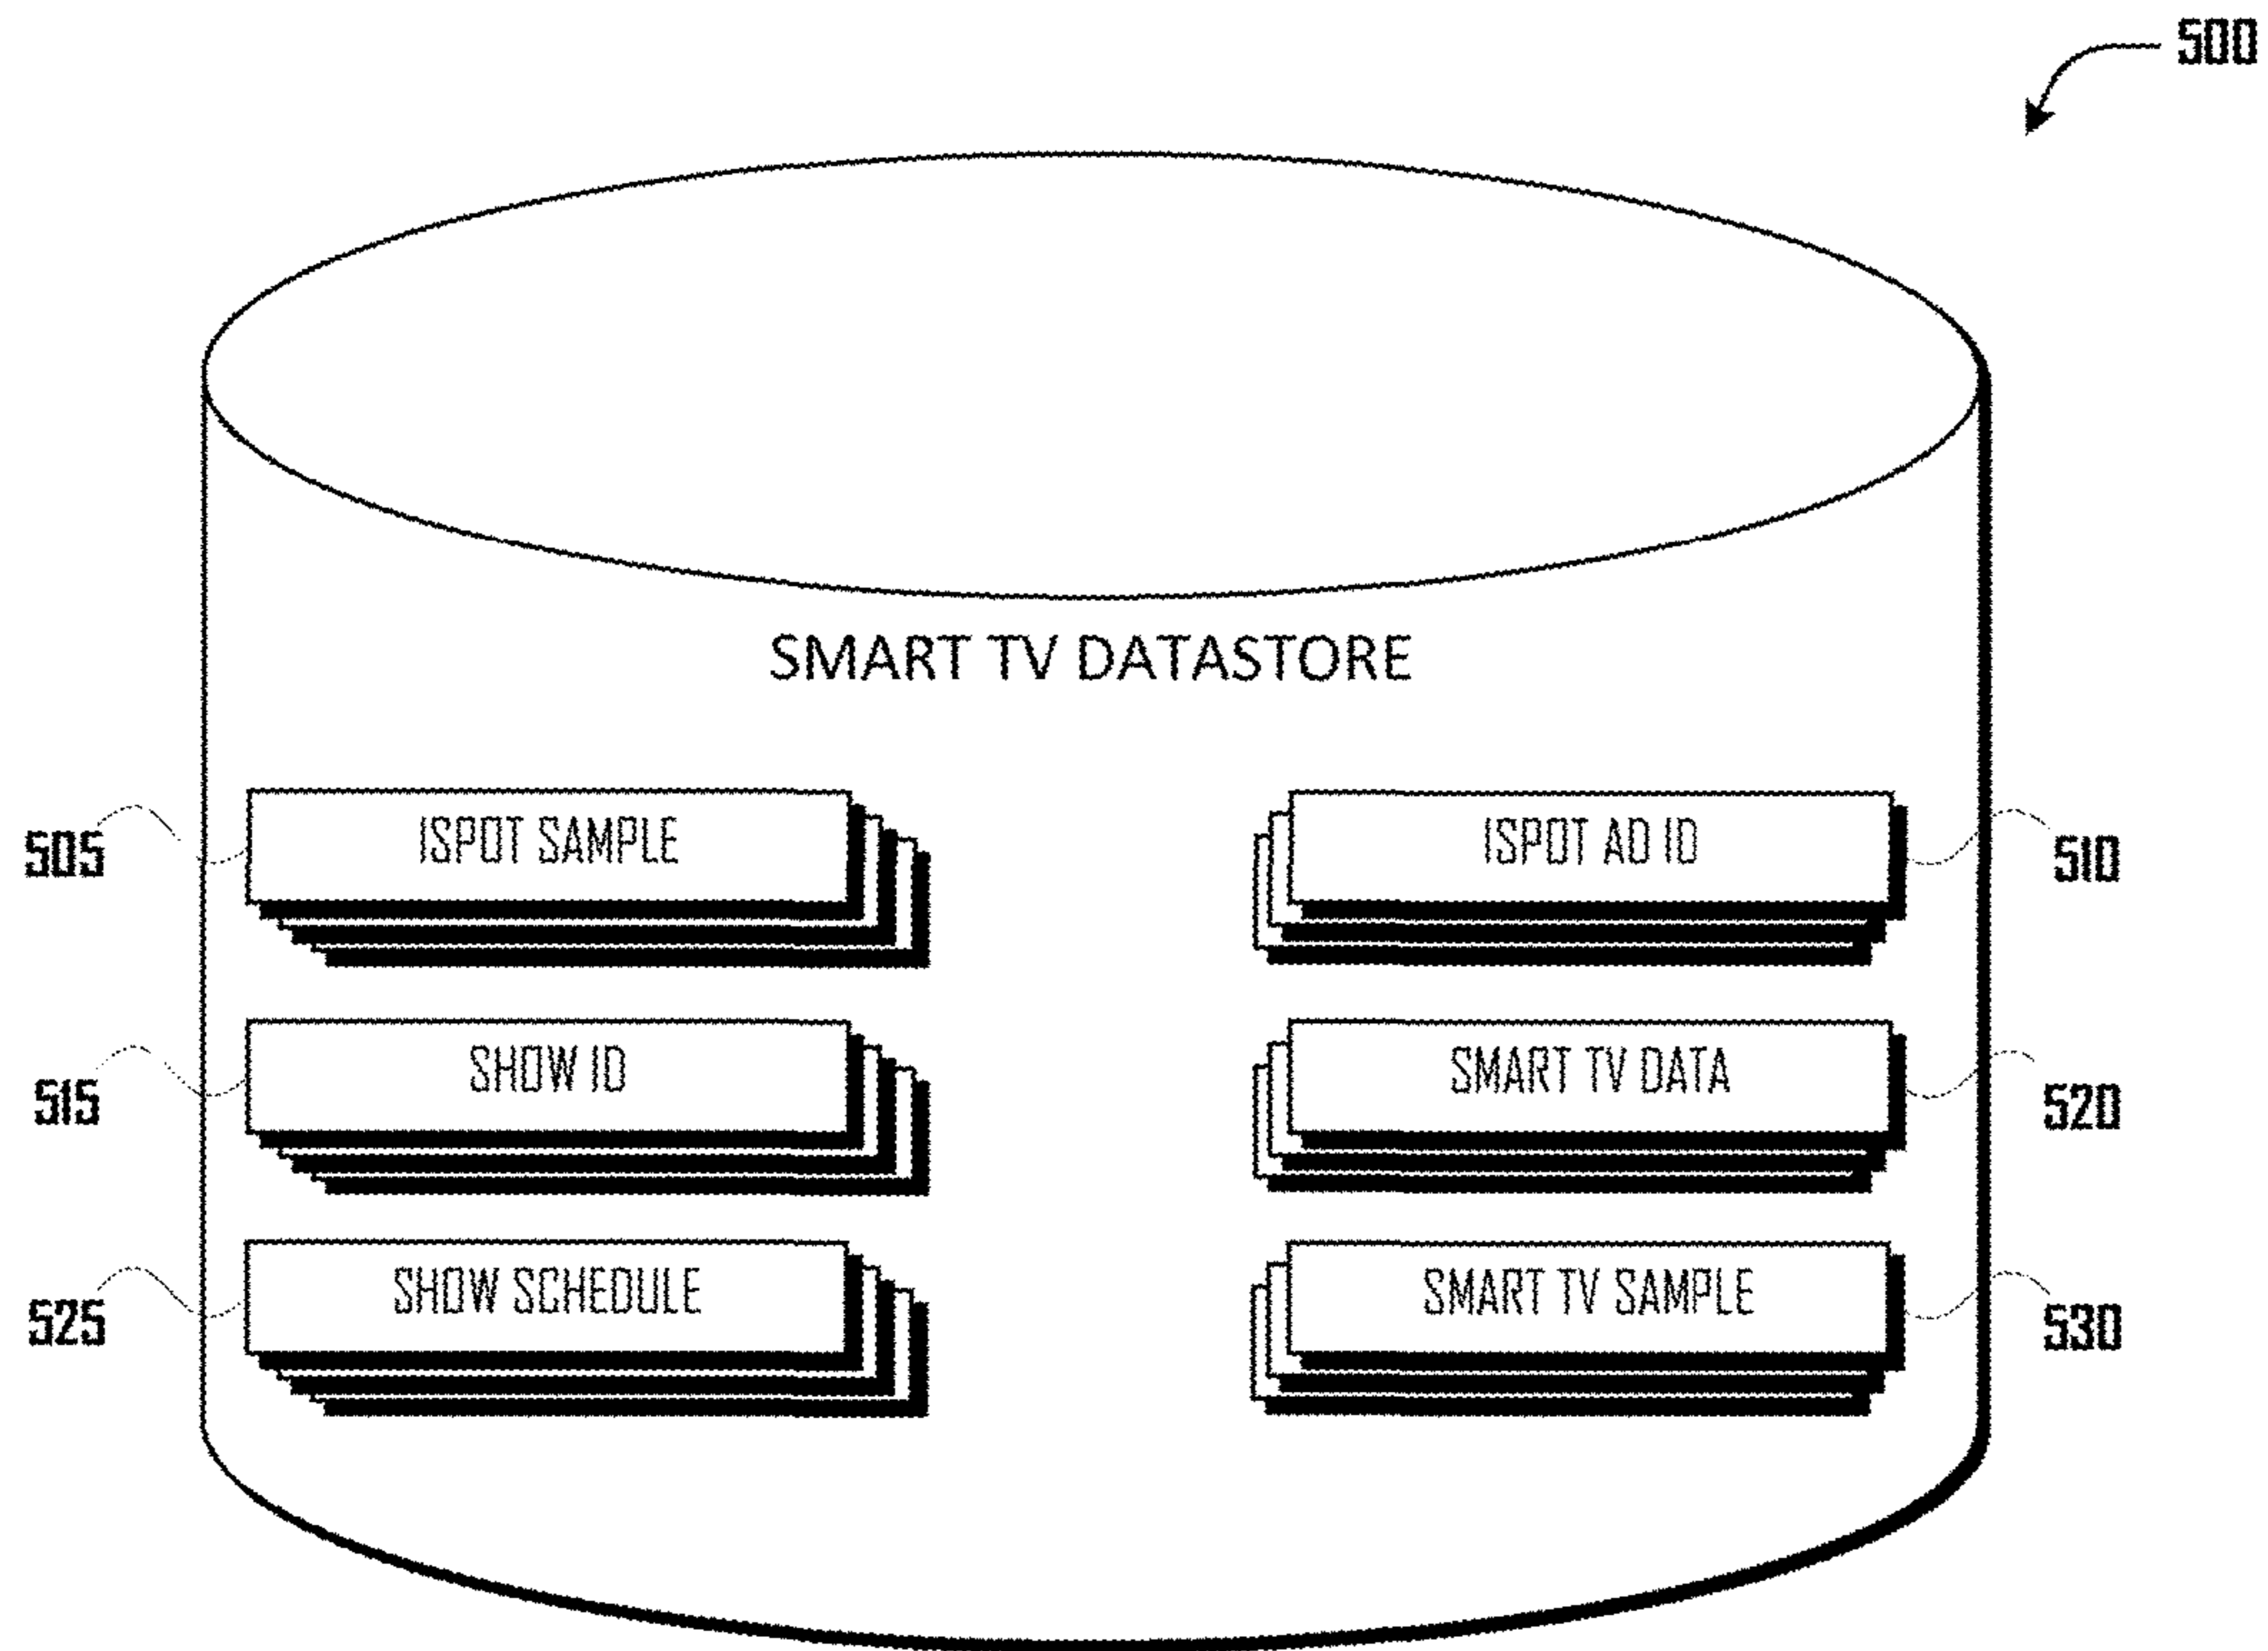 500
SMART TV DATASTORE
505
ISPOT SAMPLE
ISPOT AD ID
510
515
SHOW ID
SMART TV DATA
520
525
SHOW SCHEDULE
SMART TV SAMPLE
530